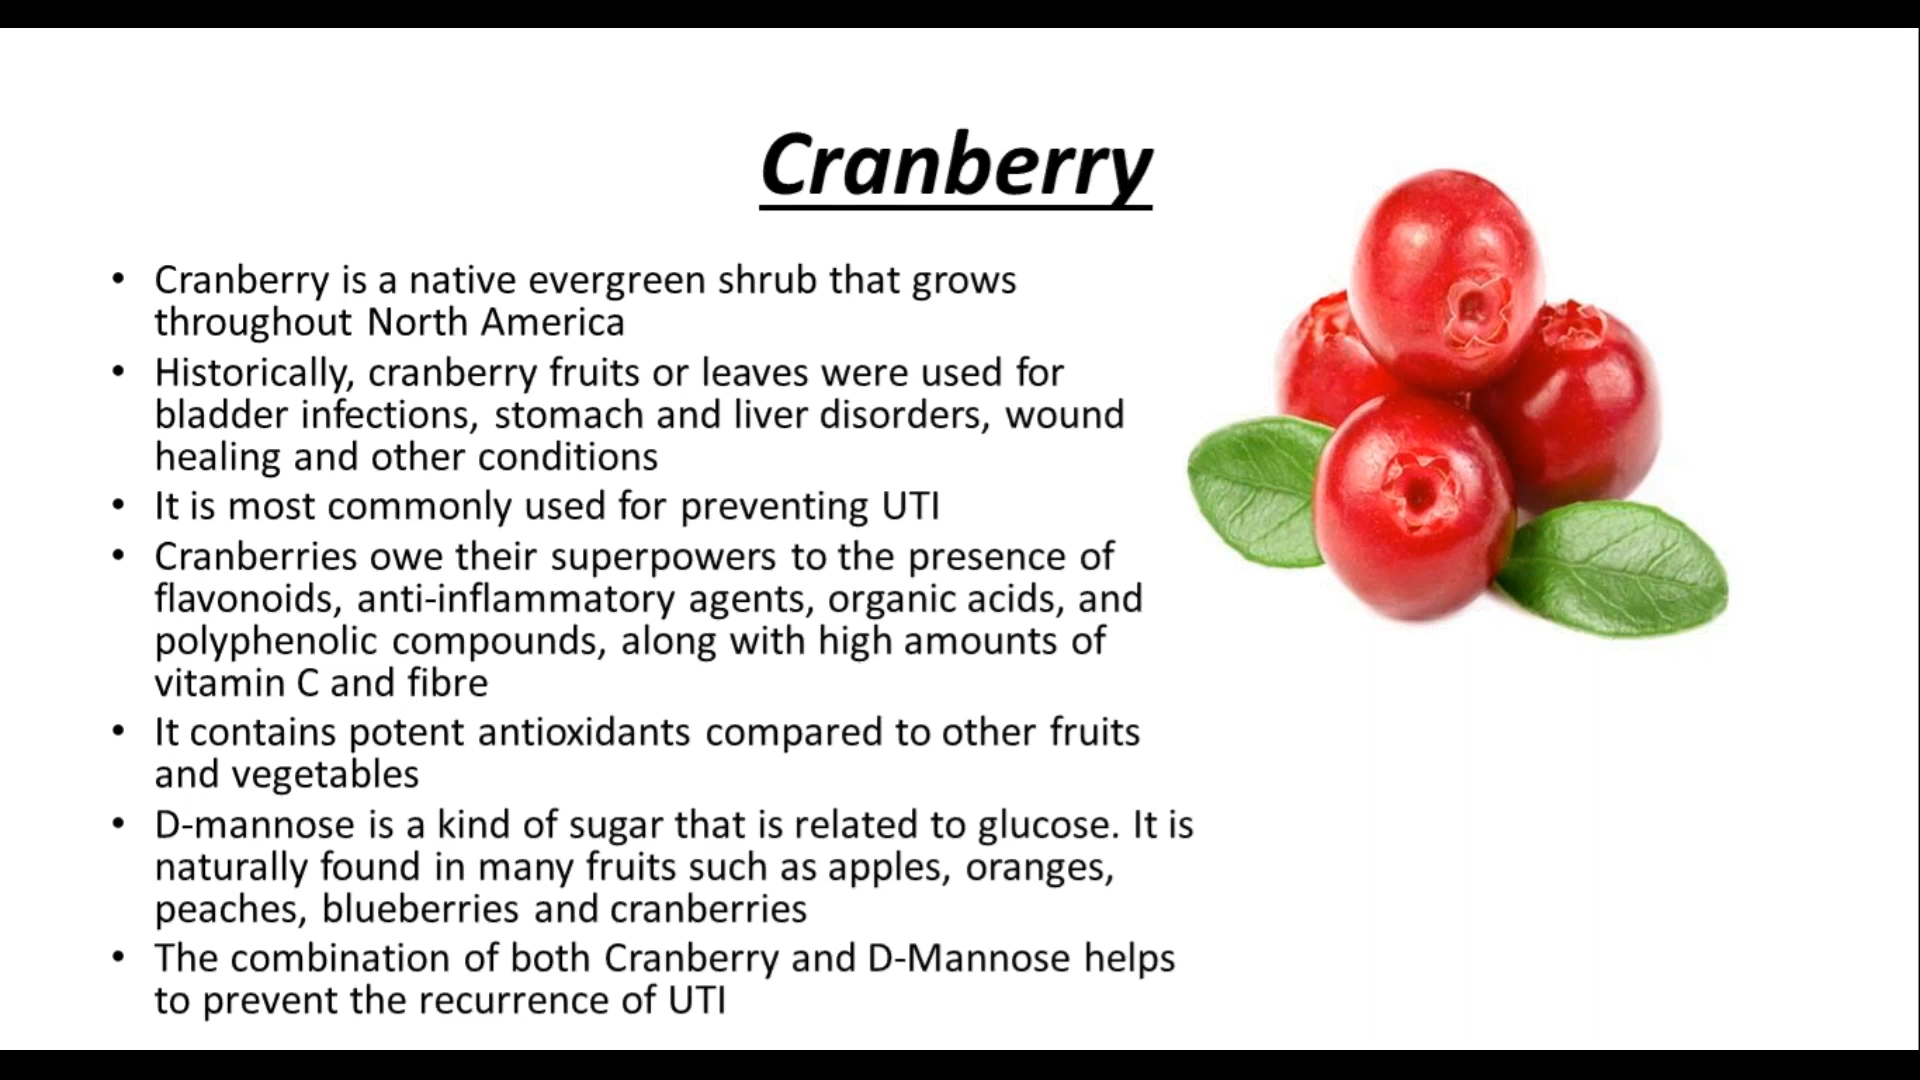 Cranberry
• Cranberry is a native evergreen shrub that grows
throughout North America
• Historically, cranberry fruits or leaves were used for
bladder infections, stomach and liver disorders, wound
healing and other conditions
• It is most commonly used for preventing UTI
• Cranberries owe their superpowers to the presence of
flavonoids, anti-inflammatory agents, organic acids, and
polyphenolic compounds, along with high amounts of
vitamin C and fibre
• It contains potent antioxidants compared to other fruits
and vegetables
• D-mannose is a kind of sugar that is related to glucose. It is
naturally found in many fruits such as apples, oranges,
peaches, blueberries and cranberries
• The combination of both Cranberry and D-Mannose helps
to prevent the recurrence of UTI